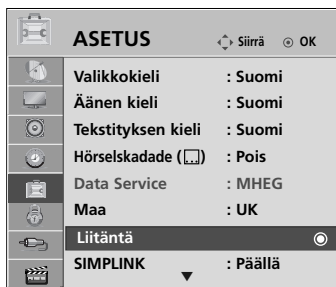 ASETUS Siirrä OK
Valikkokieli : Suomi
Äänen kieli : Suomi
Tekstityksen kieli : Suomi
Hörselskadade ( ) : Pois
Data Service : MHEG
Maa : UK
Liitäntä
SIMPLINK : Päällä